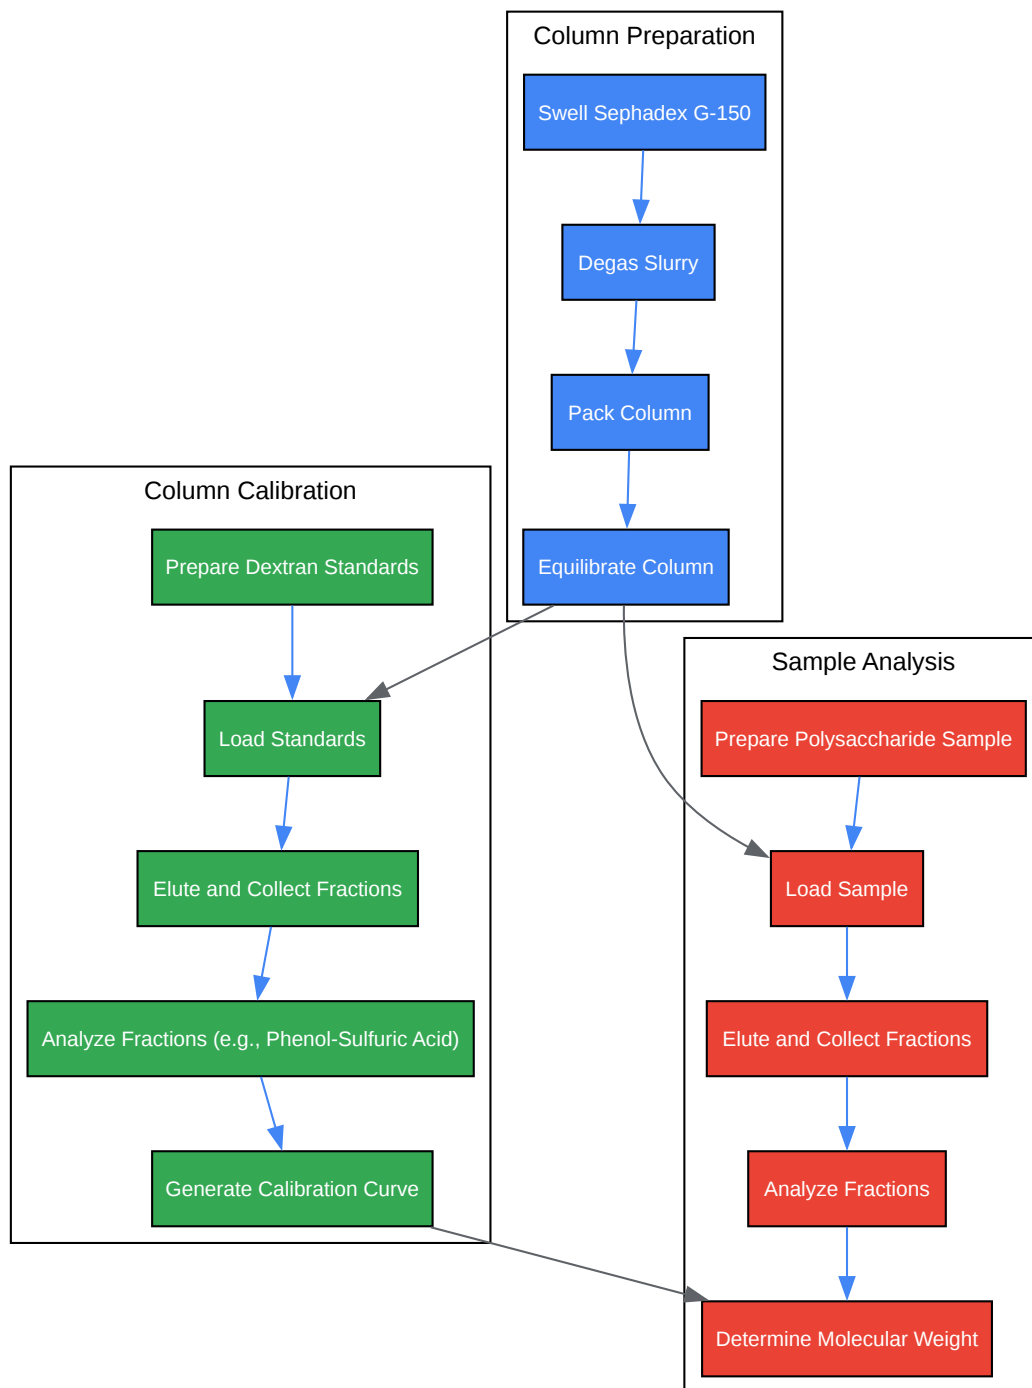 Column Preparation
Swell Sephadex G-150
Degas Slurry
Pack Column
Equilibrate Column
Column Calibration
Prepare Dextran Standards
Load Standards
Elute and Collect Fractions
Analyze Fractions (e.g., Phenol-Sulfuric Acid)
Generate Calibration Curve
Sample Analysis
Prepare Polysaccharide Sample
Load Sample
Elute and Collect Fractions
Analyze Fractions
Determine Molecular Weight